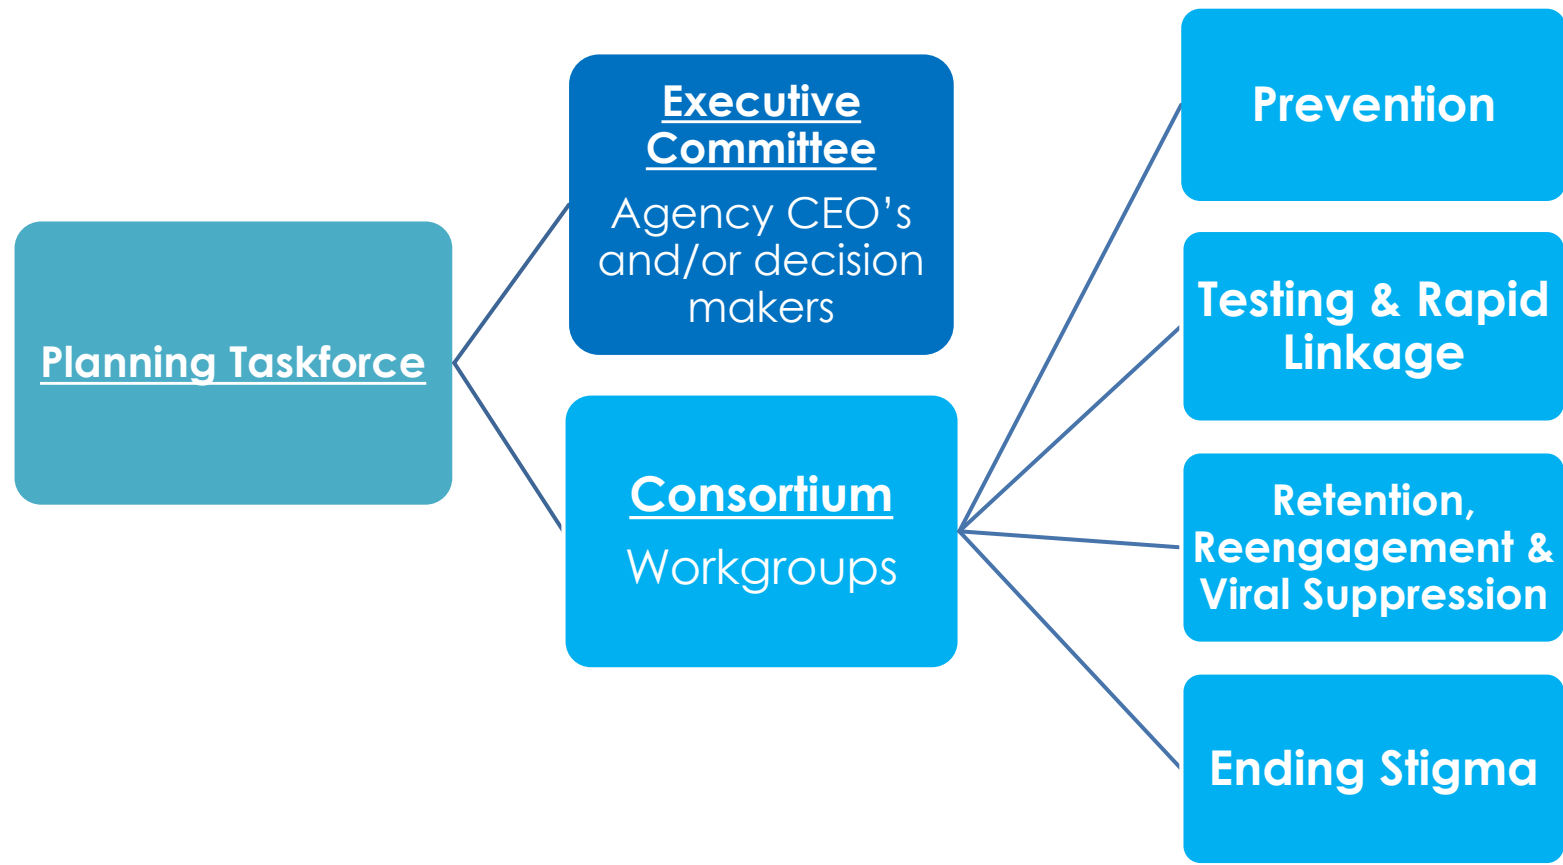 Planning Taskforce
Executive
Committee
Agency CEO’s
and/or decision
makers
Consortium
Workgroups
Prevention
Testing & Rapid
Linkage
Retention,
Reengagement &
Viral Suppression
Ending Stigma